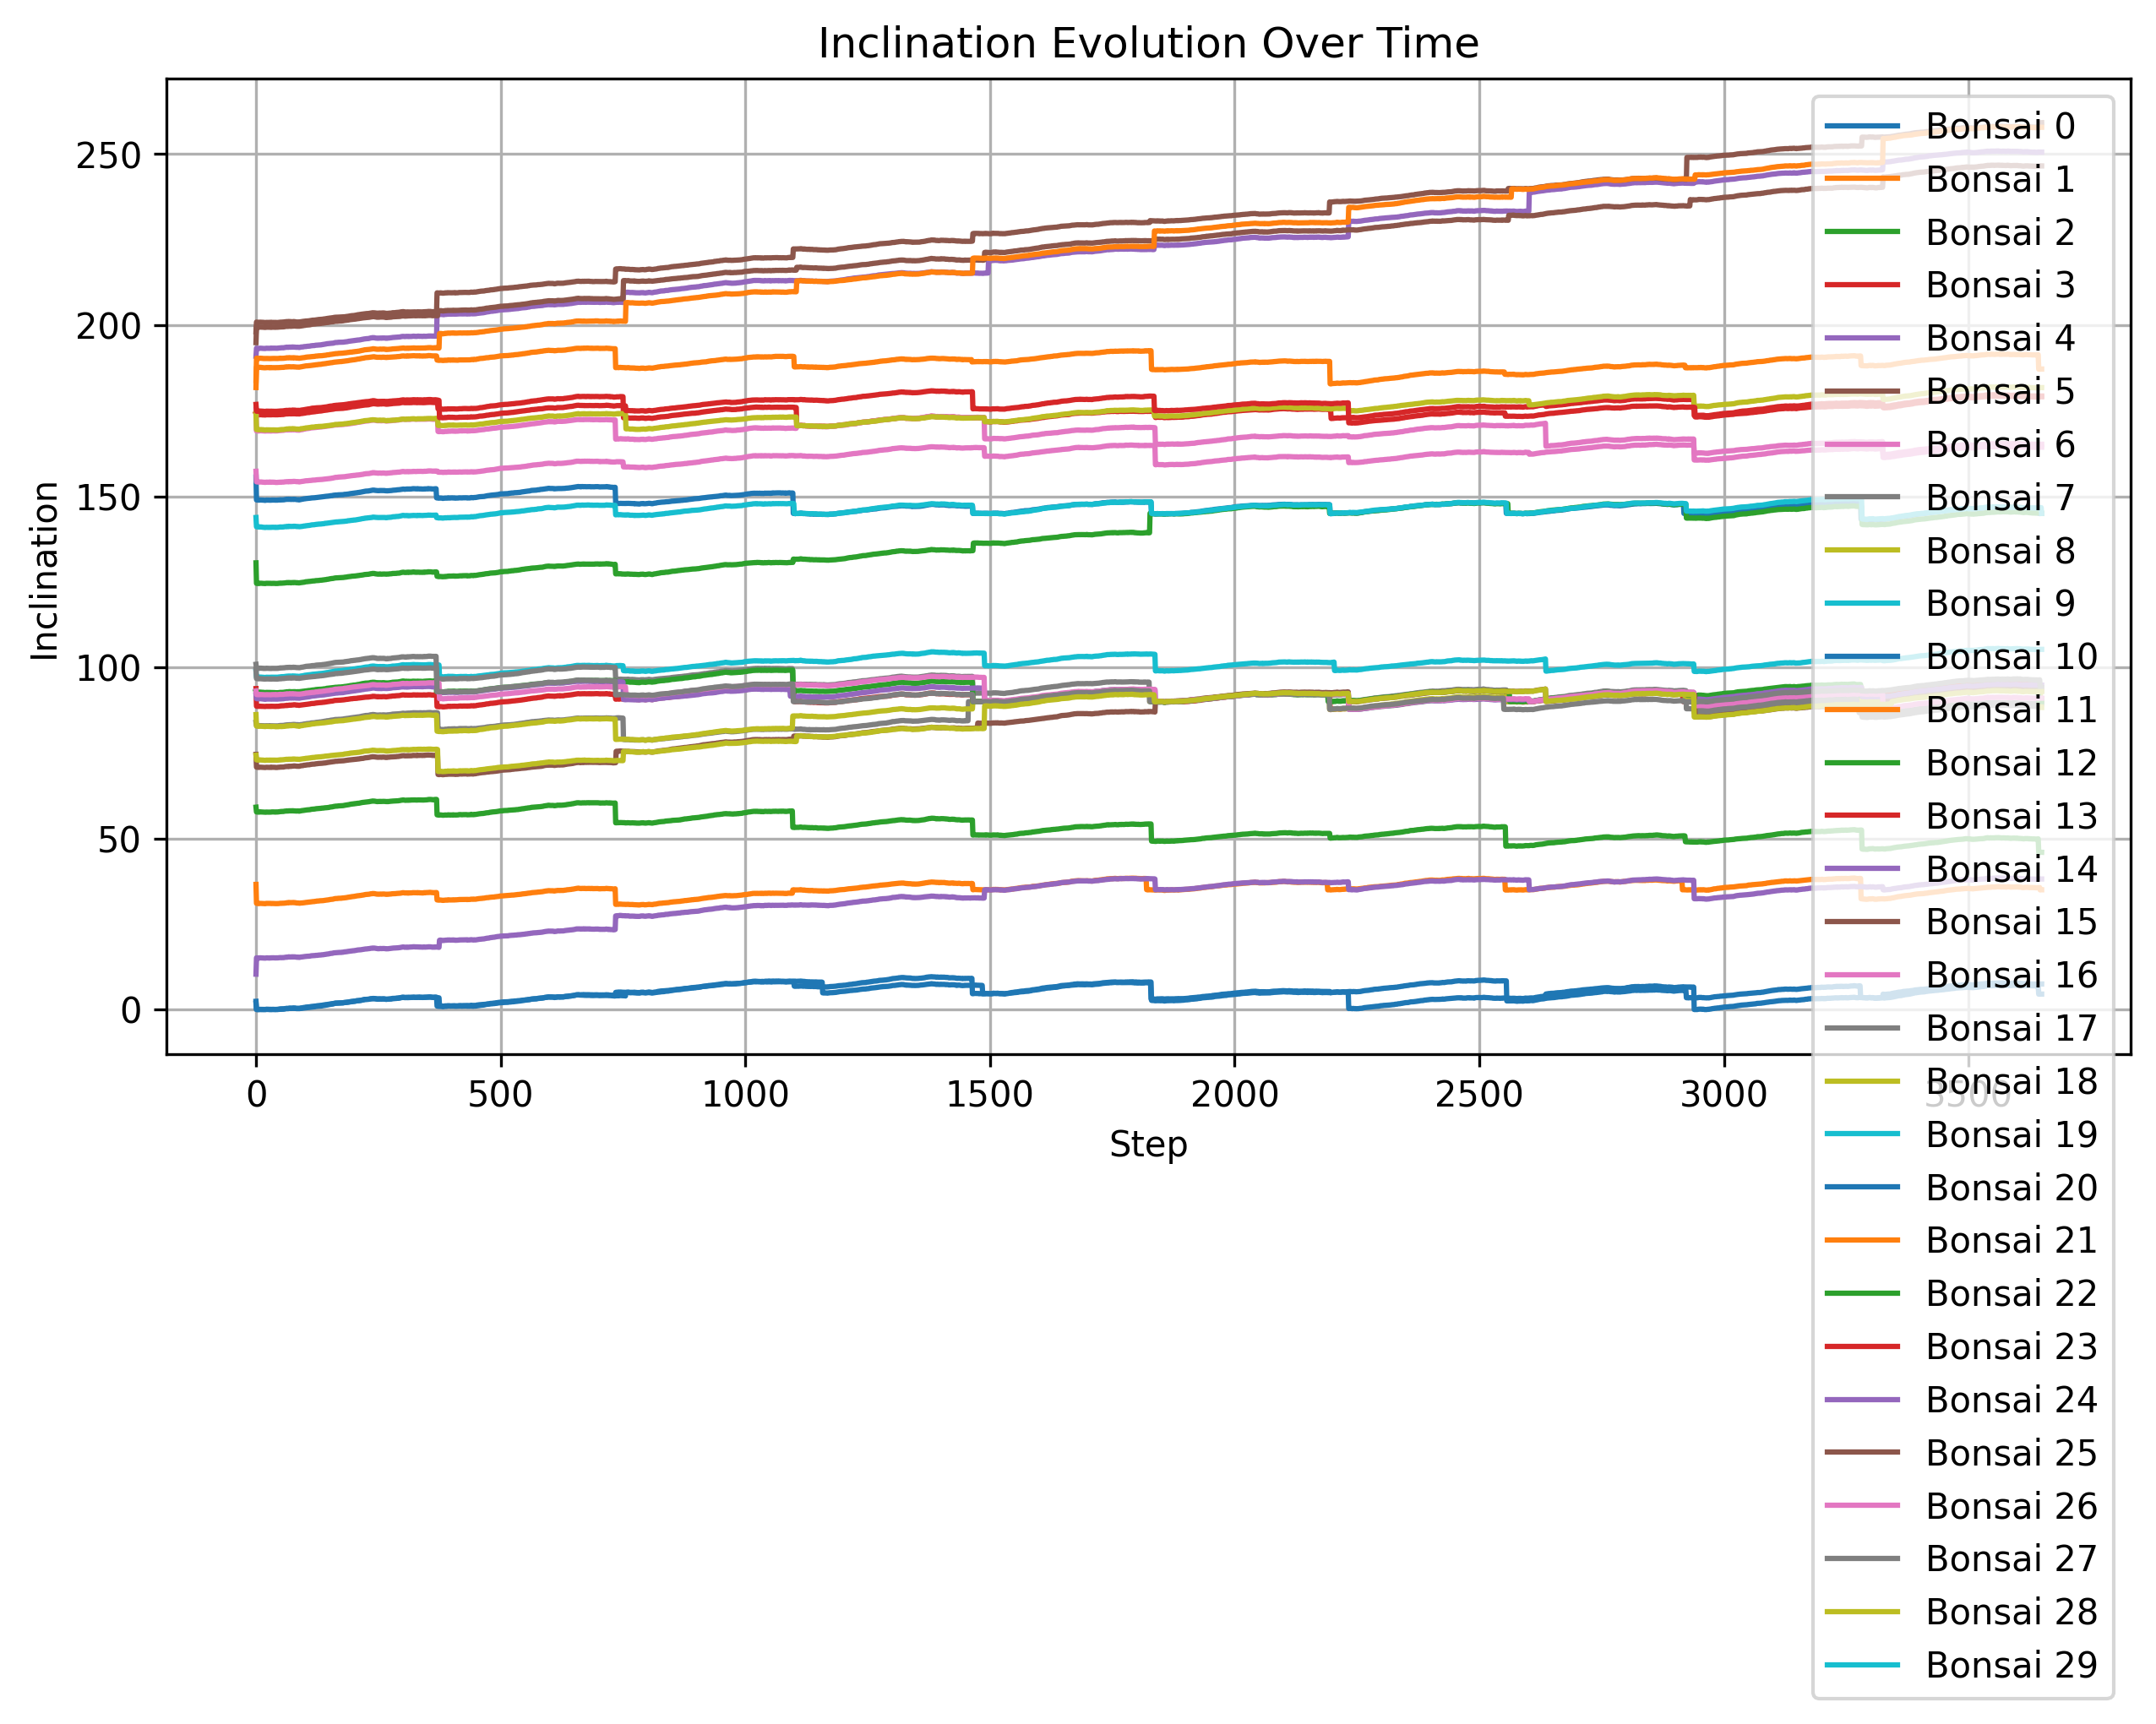 Inclination Evolution Over Time
Inclination
250
200
150
100
50
0
0 500 1000 1500 2000 2500 3000 3500
Step
Bonsai 0
Bonsai 1
Bonsai 2
Bonsai 3
Bonsai 4
Bonsai 5
Bonsai 6
Bonsai 7
Bonsai 8
Bonsai 9
Bonsai 10
Bonsai 11
Bonsai 12
Bonsai 13
Bonsai 14
Bonsai 15
Bonsai 16
Bonsai 17
Bonsai 18
Bonsai 19
Bonsai 20
Bonsai 21
Bonsai 22
Bonsai 23
Bonsai 24
Bonsai 25
Bonsai 26
Bonsai 27
Bonsai 28
Bonsai 29